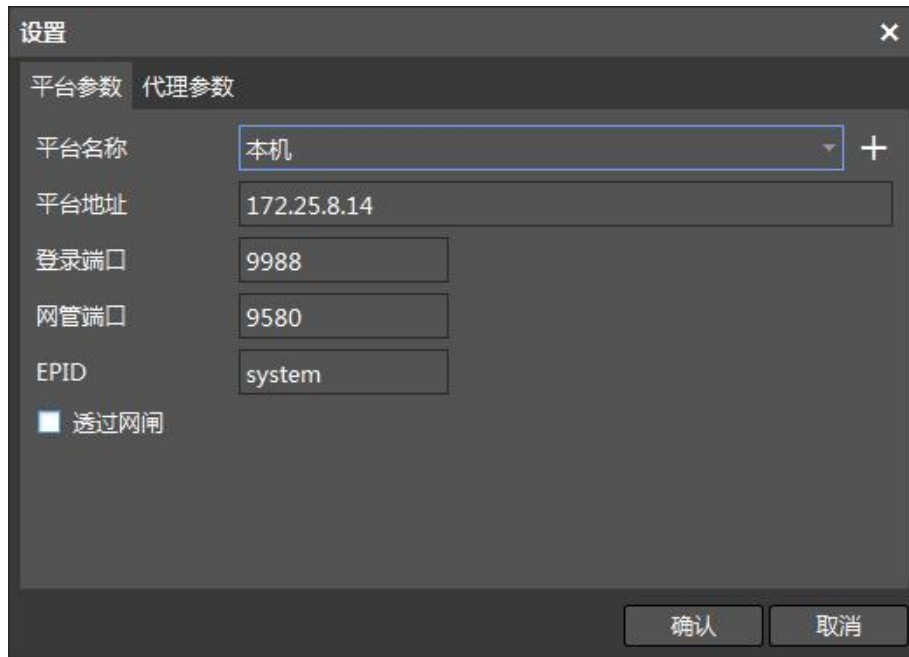 设置
平台参数 代理参数
平台名称 本机
平台地址 172.25.8.14
登录端口 9988
网管端口 9580
EPID system
透过网闸
确认 取消